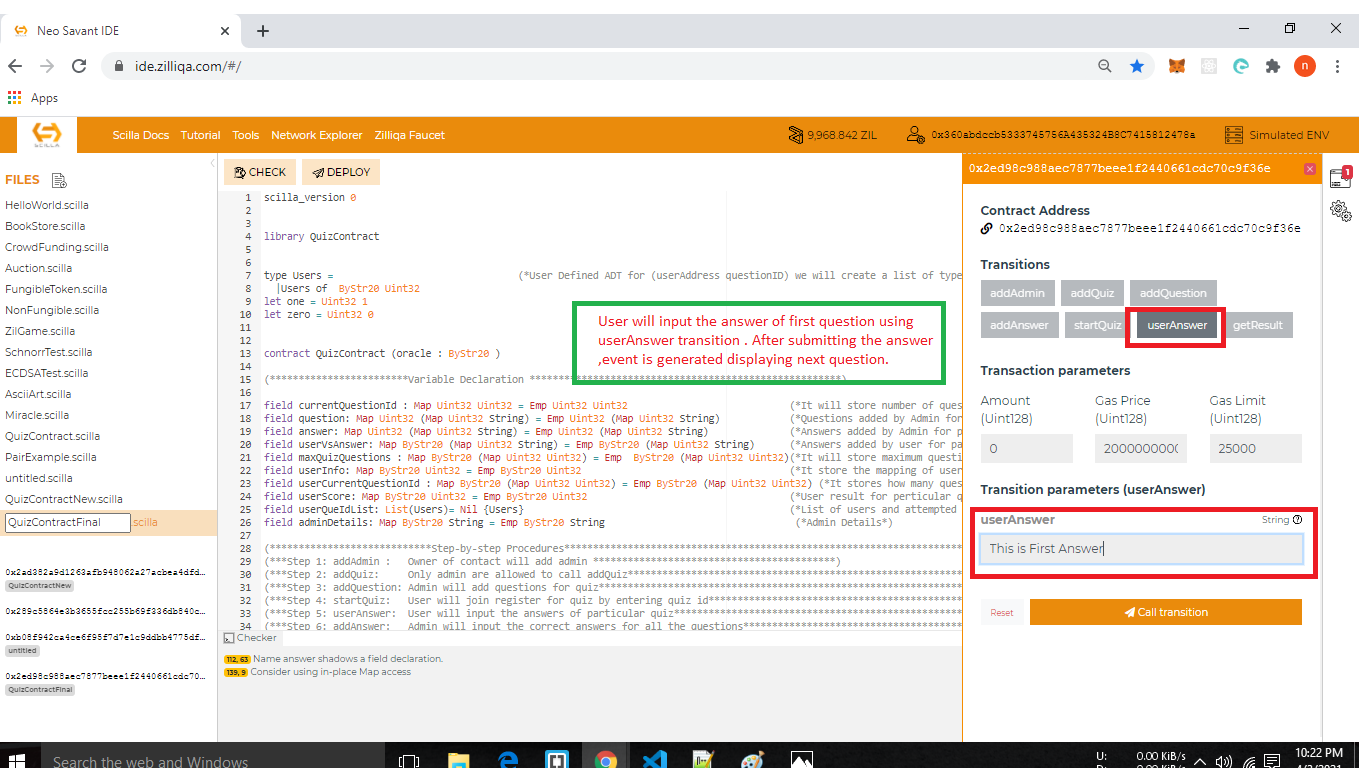 Neo Savant IDE
ide.zilliqa.com/#/
n
Apps
SCILLA
Scilla Docs Tutorial Tools Network Explorer Zilliqa Faucet
9,968.842 ZIL
0x360abdccb5333745756A435324B8C7415812478a
Simulated ENV
FILES
HelloWorld.scilla
BookStore.scilla
CrowdFunding.scilla
Auction.scilla
FungibleToken.scilla
NonFungible.scilla
ZilGame.scilla
SchnorrTest.scilla
ECDSATest.scilla
AsciiArt.scilla
Miracle.scilla
QuizContract.scilla
PairExample.scilla
untitled.scilla
QuizContractNew.scilla
QuizContractFinal .scilla
0x2ad382a9d1263afb948062a27acbea4dfd...
QuizContractNew
0x289c5864e3b3655fcc255b69f336db840c...
0xb08f942ca4ce6f95f7d7e1c9ddbb4775df...
untitled
0x2ed98c988aec7877beee1f2440661cdc70...
QuizContractFinal
CHECK DEPLOY
1 scilla_version 0
2
3
4 library QuizContract
5
6
7 type Users = (*User Defined ADT for (userAddress questionID) we will create a list of type
8 |Users of ByStr20 Uint32
9 let one = Uint32 1
10 let zero = Uint32 0
11
12
13 contract QuizContract (oracle : ByStr20 )
14
15 (************************Variable Declaration ******************************************************)
16
17 field currentQuestionId : Map Uint32 Uint32 = Emp Uint32 Uint32 (*It will store number of ques
18 field question: Map Uint32 (Map Uint32 String) = Emp Uint32 (Map Uint32 String) (*Questions added by Admin for
19 field answer: Map Uint32 (Map Uint32 String) = Emp Uint32 (Map Uint32 String) (*Answers added by Admin for p
20 field userVsAnswer: Map ByStr20 (Map Uint32 String) = Emp ByStr20 (Map Uint32 String) (*Answers added by user for pa
21 field maxQuizQuestions : Map ByStr20 (Map Uint32 Uint32) = Emp ByStr20 (Map Uint32 Uint32)(*It will store maximum questi
22 field userInfo: Map ByStr20 Uint32 = Emp ByStr20 Uint32 (*It store the mapping of user
23 field userCurrentQuestionId : Map ByStr20 (Map Uint32 Uint32) = Emp ByStr20 (Map Uint32 Uint32) (*It stores how many ques
24 field userScore: Map ByStr20 Uint32 = Emp ByStr20 Uint32 (*User result for perticular q
25 field userQueIdList: List(Users)= Nil {Users} (*List of users and attempted
26 field adminDetails: Map ByStr20 String = Emp ByStr20 String (*Admin Details*)
27
28 (****************************Step-by-step Procedures*********************************************************************
29 (***Step 1: addAdmin : Owner of contact will add admin ******************************************)
30 (***Step 2: addQuiz: Only admin are allowed to call addQuiz**********************************************************
31 (***Step 3: addQuestion: Admin will add questions for quiz***************************************************************
32 (***Step 4: startQuiz: User will join register for quiz by entering quiz id********************************************
33 (***Step 5: userAnswer: User will input the answers of particular quiz**************************************************
34 (***Step 6: addAnswer: Admin will input the correct answers for all the questions**************************************
User will input the answer of first question using
userAnswer transition . After submitting the answer
,event is generated displaying next question.
Checker
112, 63 Name answer shadows a field declaration.
139, 9 Consider using in-place Map access
0x2ed98c988aec7877beee1f2440661cdc70c9f36e
1
Contract Address
0x2ed98c988aec7877beee1f2440661cdc70c9f36e
Transitions
addAdmin addQuiz addQuestion
addAnswer startQuiz userAnswer getResult
Transaction parameters
Amount (Uint128) Gas Price (Uint128) Gas Limit (Uint128)
0 2000000000 25000
Transition parameters (userAnswer)
userAnswer String
This is First Answer
Reset Call transition
Search the web and Windows
U: 0.00 KiB/s
0.00 KiB/s
10:22 PM